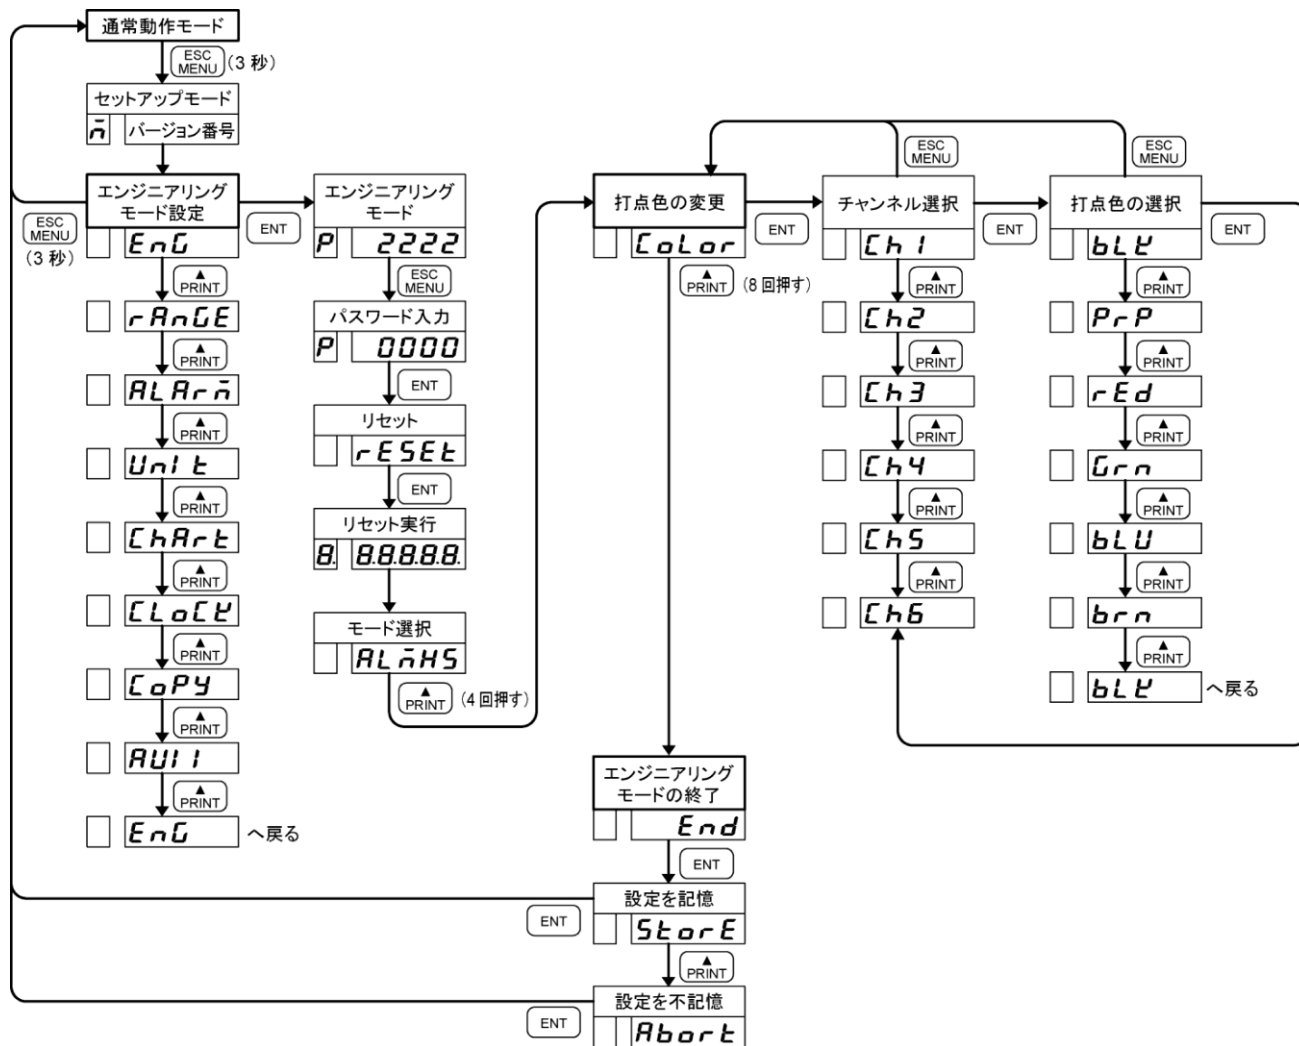 通常動作モード
ESC
MENU
(3 秒)
セットアップモード
バージョン番号
エンジニアリング
モード設定
ESC
MENU
(3 秒)
ENT
EnG
▲
PRINT
rAnGE
▲
PRINT
ALArm
▲
PRINT
UnIt
▲
PRINT
ChArt
▲
PRINT
CLoCK
▲
PRINT
CoPY
▲
PRINT
▲
PRINT
EnG
へ戻る
エンジニアリング
モード
P 2222
ESC
MENU
パスワード入力
P 0000
ENT
リセット
rESEt
ENT
リセット実行
8. 8.8.8.8.8.
モード選択
ALmHS
▲
PRINT
(4 回押す)
打点色の変更
ENT
CoLor
▲
PRINT
(8 回押す)
エンジニアリング
モードの終了
End
ENT
設定を記憶
ENT
StorE
▲
PRINT
設定を不記憶
ENT
Abort
ESC
MENU
チャンネル選択
ENT
Ch1
▲
PRINT
Ch2
▲
PRINT
Ch3
▲
PRINT
Ch4
▲
PRINT
Ch5
▲
PRINT
Ch6
ESC
MENU
打点色の選択
ENT
bLK
▲
PRINT
PrP
▲
PRINT
rEd
▲
PRINT
Grn
▲
PRINT
bLU
▲
PRINT
brn
▲
PRINT
bLK
へ戻る